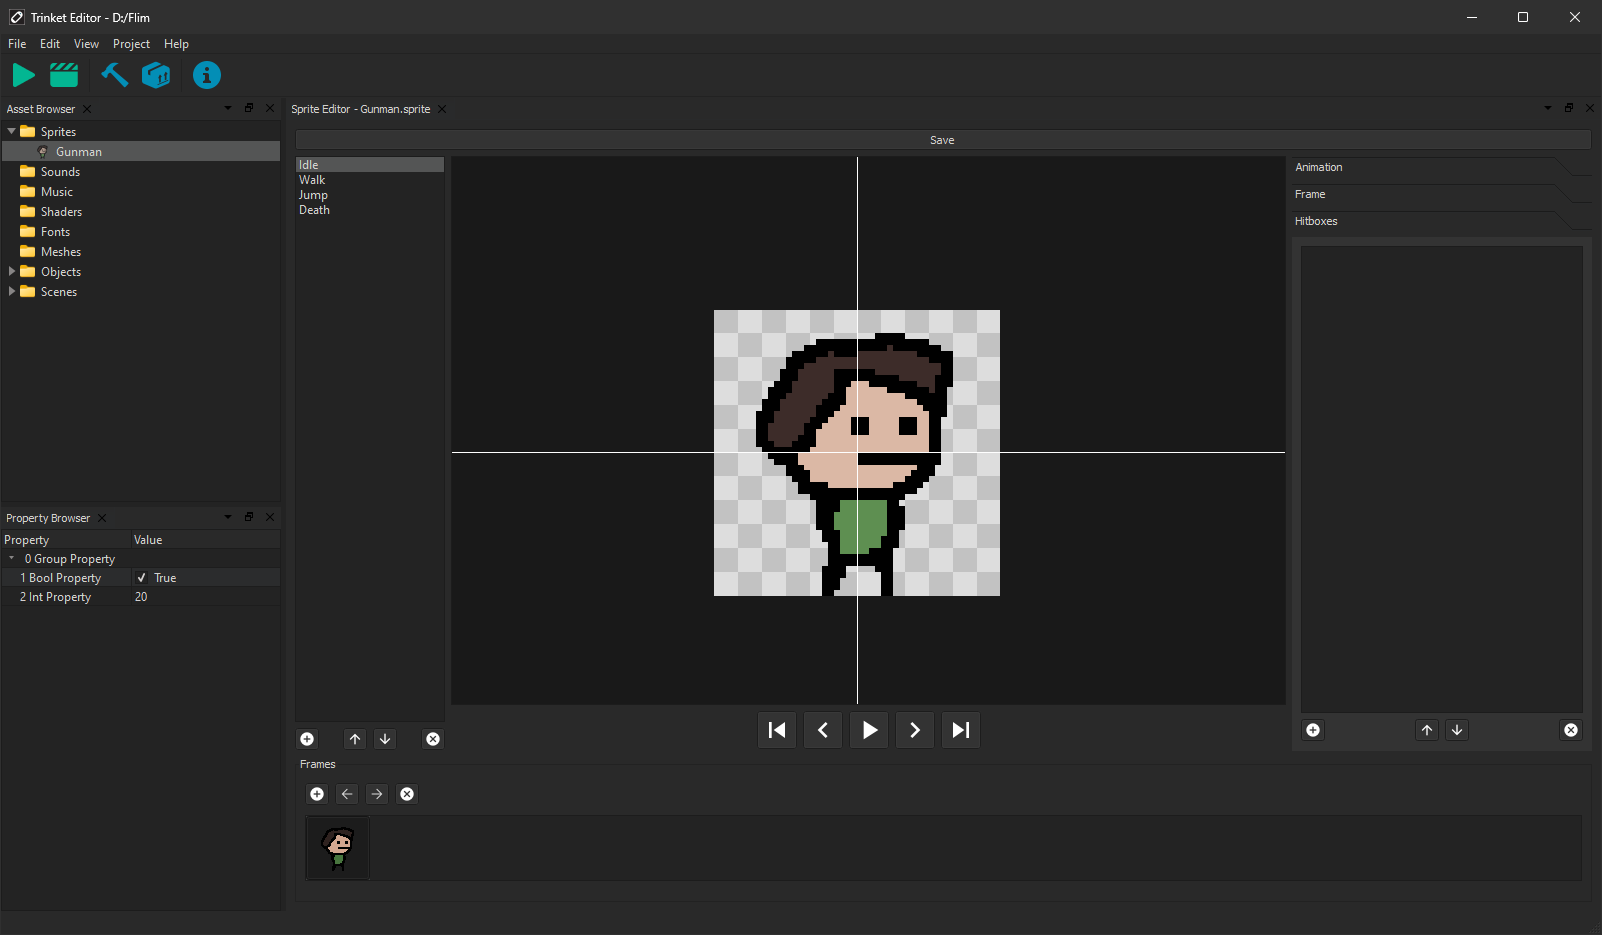 Trinket Editor - D:/Flim
File Edit View Project Help
Asset Browser
Sprites
Gunman
Sounds
Music
Shaders
Fonts
Meshes
Objects
Scenes
Property Browser
Property Value
0 Group Property
1 Bool Property True
2 Int Property 20
Sprite Editor - Gunman.sprite
Save
Idle
Walk
Jump
Death
Animation
Frame
Hitboxes
Frames